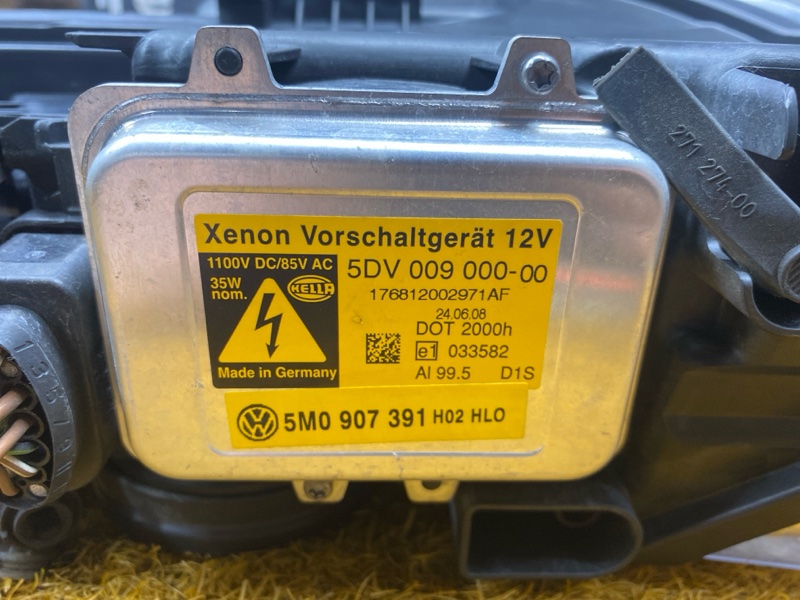 Xenon Vorschaltgerät 12V
1100V DC/85V AC
35W
nom.
HELLA
Made in Germany
5DV 009 000-00
176812002971AF
24.06.08
DOT 2000h
e1 033582
Al 99.5 D1S
5M0 907 391 H02 HLO
271 274-00